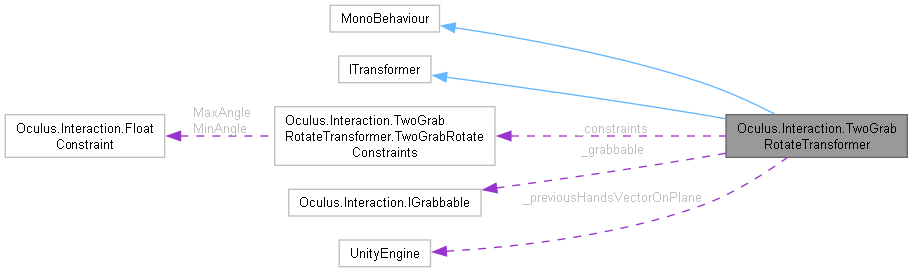 MonoBehaviour
ITransformer
Oculus.Interaction.Float
Constraint
MaxAngle
MinAngle
Oculus.Interaction.TwoGrab
RotateTransformer.TwoGrabRotate
Constraints
_constraints
_grabbable
Oculus.Interaction.TwoGrab
RotateTransformer
Oculus.Interaction.IGrabbable
_previousHandsVectorOnPlane
UnityEngine